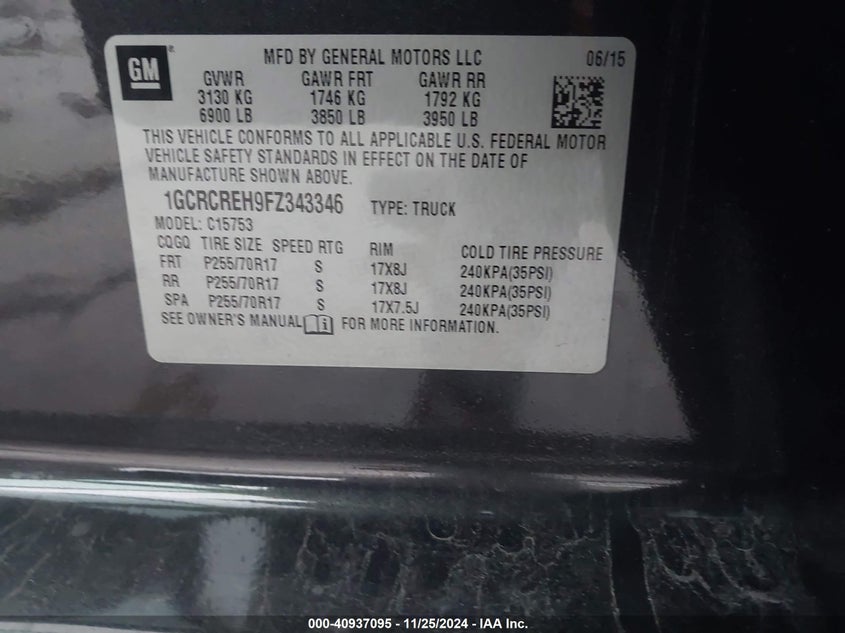 GM
MFD BY GENERAL MOTORS LLC 06/15
GVWR GAWR FRT GAWR RR
3130 KG 1746 KG 1792 KG
6900 LB 3850 LB 3950 LB
THIS VEHICLE CONFORMS TO ALL APPLICABLE U.S. FEDERAL MOTOR
VEHICLE SAFETY STANDARDS IN EFFECT ON THE DATE OF
MANUFACTURE SHOWN ABOVE.
1GCRCREH9FZ343346 TYPE: TRUCK
MODEL: C15753
CQGQ TIRE SIZE SPEED RTG RIM COLD TIRE PRESSURE
FRT P255/70R17 S 17X8J 240KPA(35PSI)
RR P255/70R17 S 17X8J 240KPA(35PSI)
SPA P255/70R17 S 17X7.5J 240KPA(35PSI)
SEE OWNER'S MANUAL i FOR MORE INFORMATION.
000-40937095 - 11/25/2024 - IAA Inc.